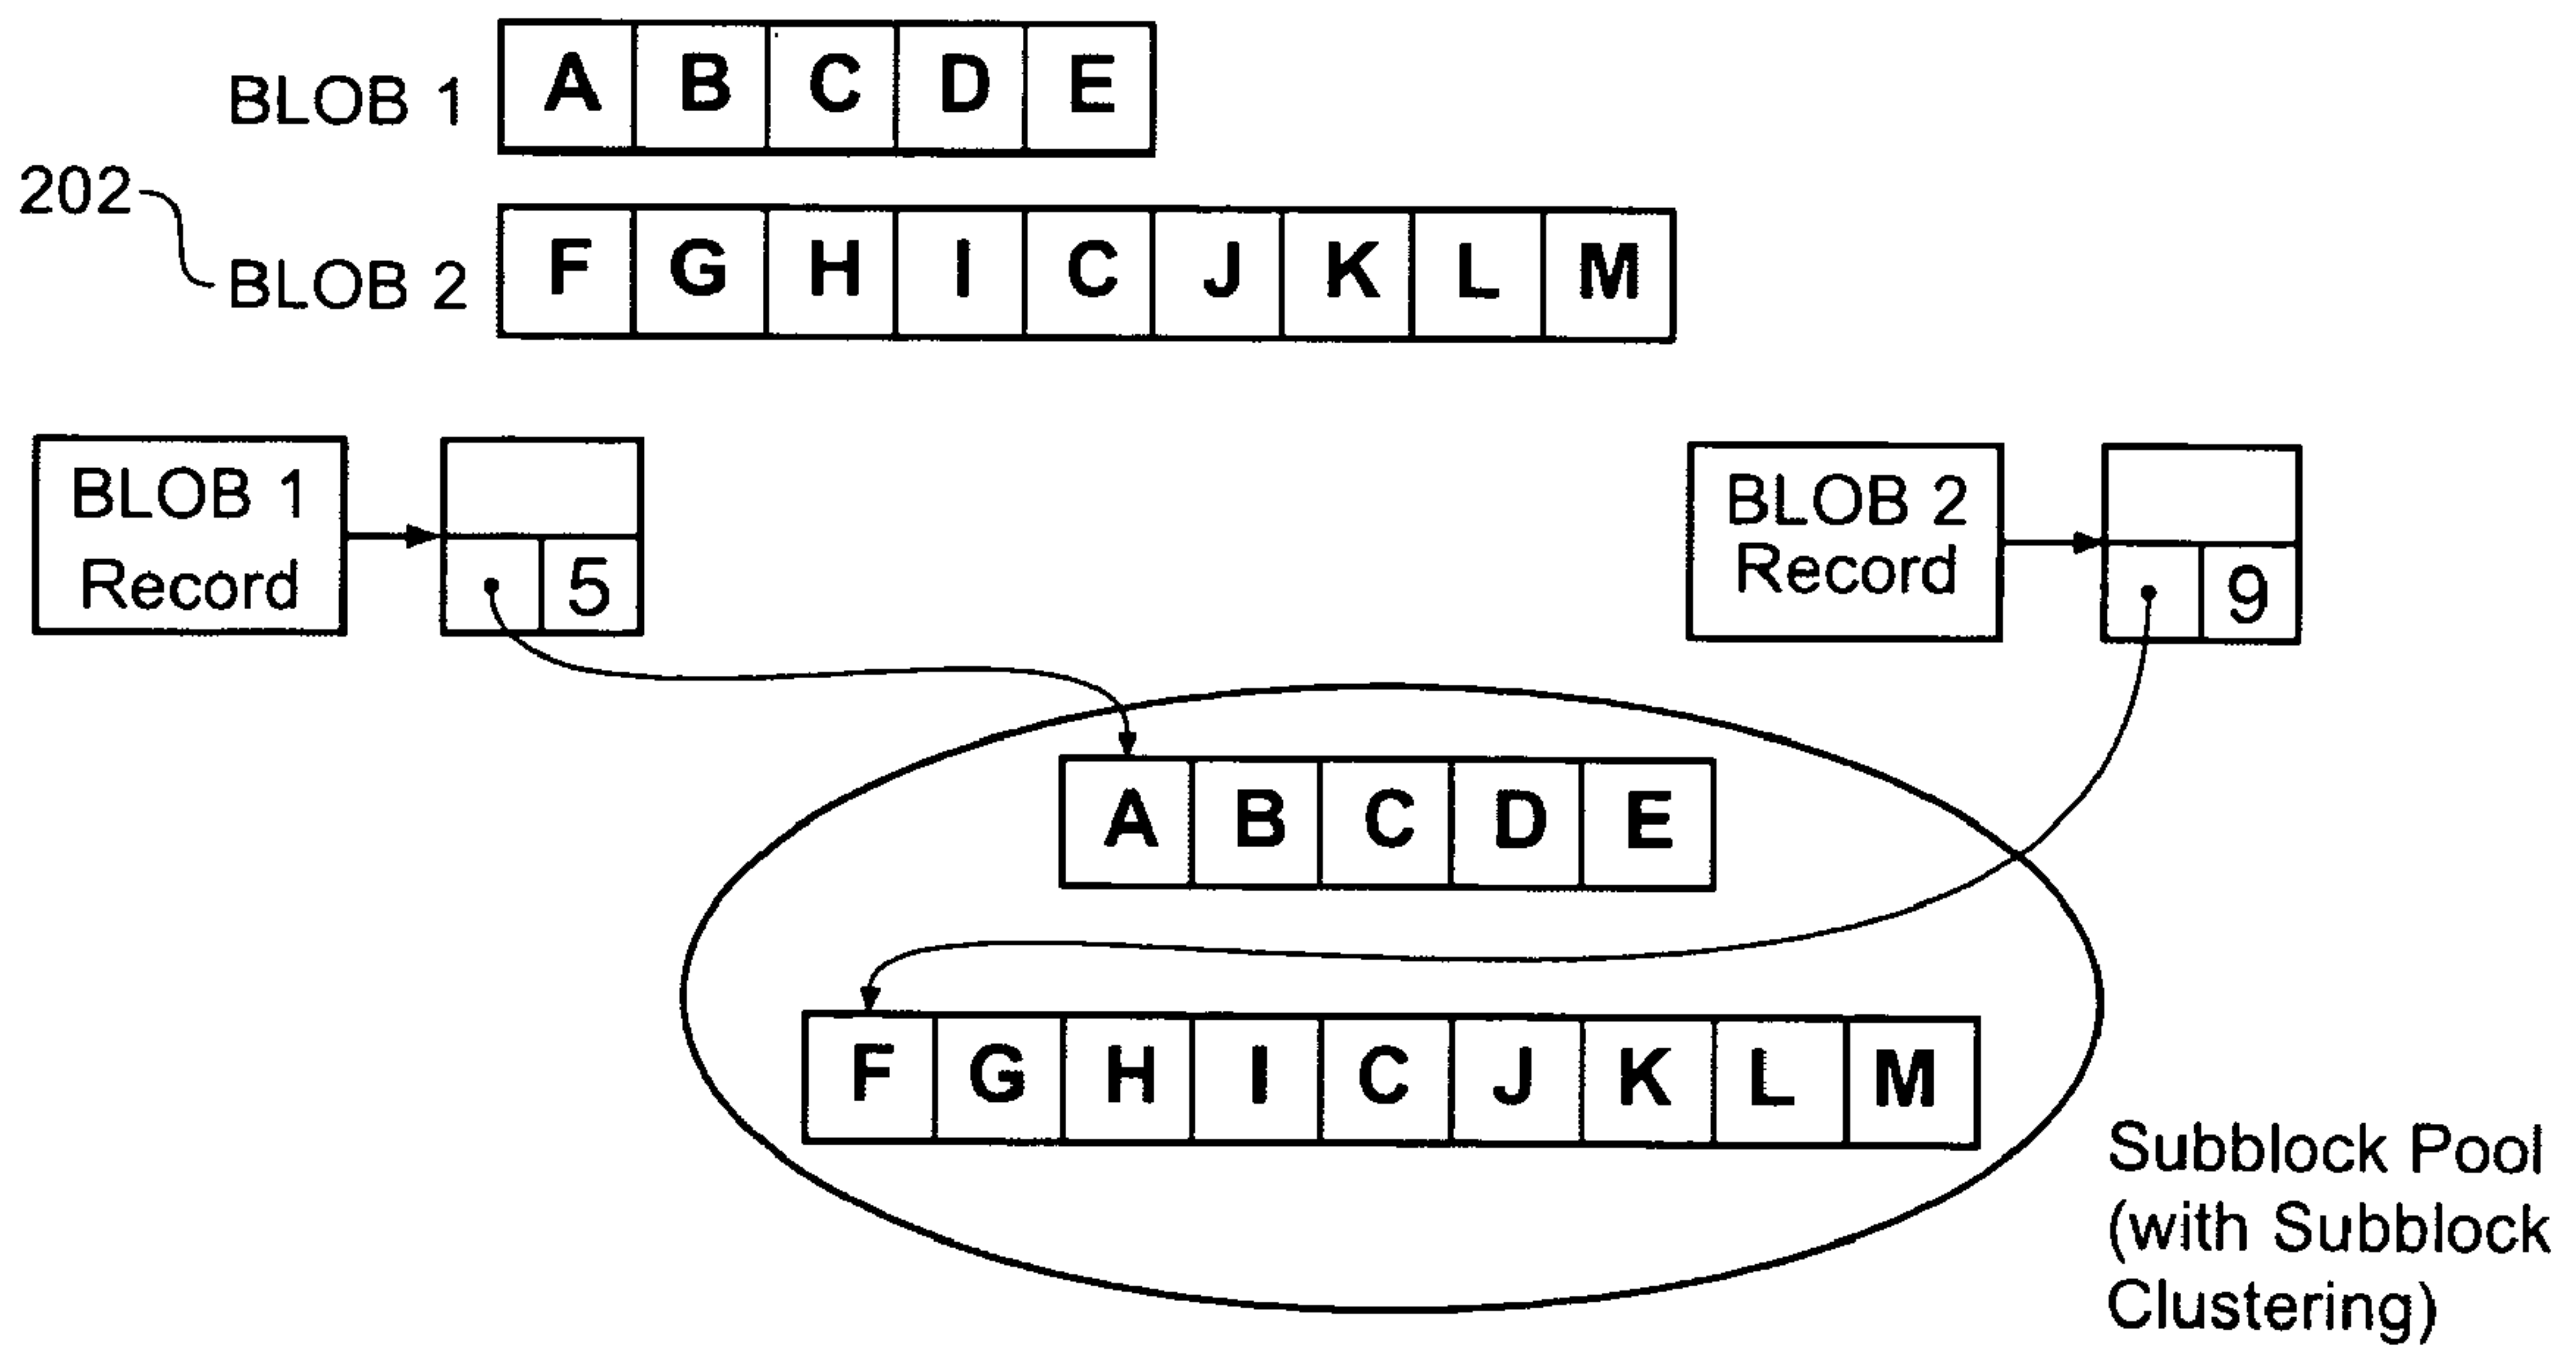 BLOB 1 A B C D E
202
BLOB 2 F G H I C J K L M
BLOB 1
Record
5
BLOB 2
Record
9
A B C D E
F G H I C J K L M
Subblock Pool
(with Subblock
Clustering)